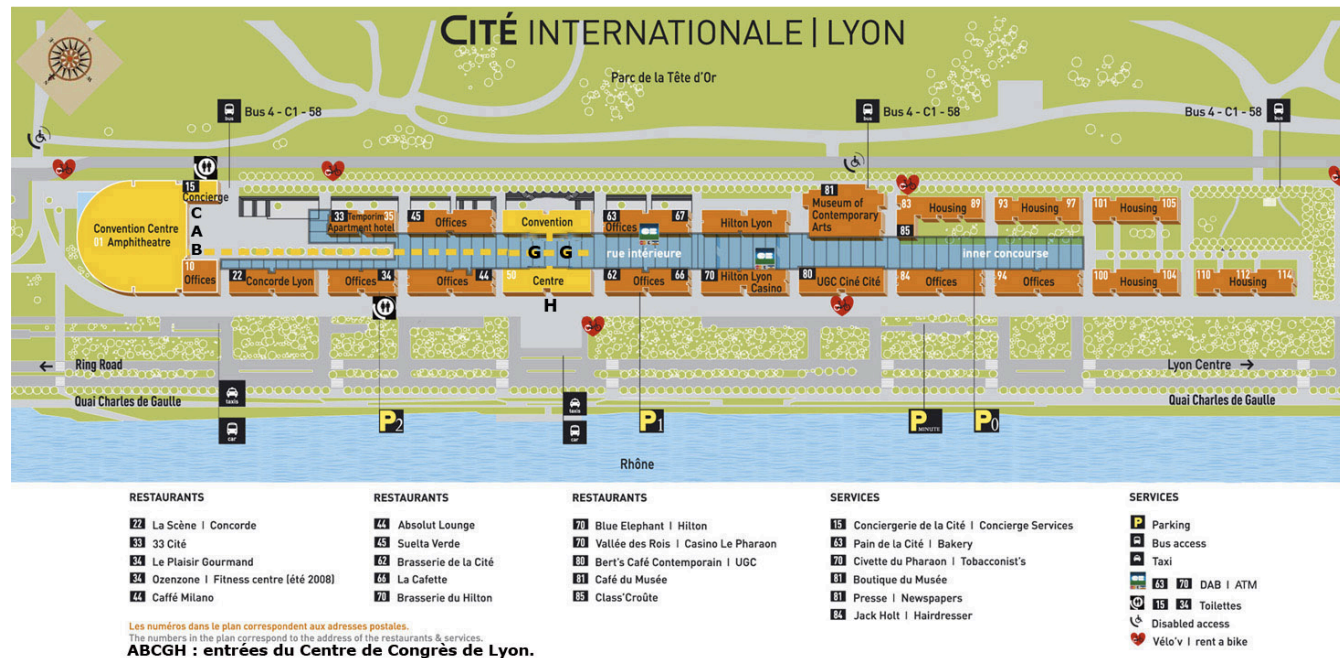 CITÉ INTERNATIONALE | LYON
Parc de la Tête d'Or
bus Bus 4 - C1 - 58
bus Bus 4 - C1 - 58
Bus 4 - C1 - 58 bus
15
Concierge
C
A
B
Convention Centre
01 Amphitheatre
10
Offices
33 Temporim 35
Apartment hotel
45
Offices
Convention
63 67
Offices
Hilton Lyon
81
Museum of
Contemporary
Arts
83 89
Housing
85
93 97
Housing
101 105
Housing
G G
rue intérieure
inner concourse
22
Concorde Lyon
34
Offices
44
Offices
50
Centre
H
62 66
Offices
70 Hilton Lyon
Casino
80
UGC Ciné Cité
84
Offices
94
Offices
100 104
Housing
110 112 114
Housing
← Ring Road
Lyon Centre →
Quai Charles de Gaulle
Quai Charles de Gaulle
taxis
car
P2
taxis
car
P1
P MINUTE
P0
Rhône
RESTAURANTS
22 La Scène | Concorde
33 33 Cité
34 Le Plaisir Gourmand
34 Ozenzone | Fitness centre (été 2008)
44 Caffé Milano
RESTAURANTS
44 Absolut Lounge
45 Suelta Verde
62 Brasserie de la Cité
66 La Cafette
70 Brasserie du Hilton
RESTAURANTS
70 Blue Elephant | Hilton
70 Vallée des Rois | Casino Le Pharaon
80 Bert's Café Contemporain | UGC
81 Café du Musée
85 Class'Croûte
SERVICES
15 Conciergerie de la Cité | Concierge Services
63 Pain de la Cité | Bakery
70 Civette du Pharaon | Tobacconist's
81 Boutique du Musée
81 Presse | Newspapers
84 Jack Holt | Hairdresser
SERVICES
P Parking
Bus access
Taxi
63 70 DAB | ATM
15 34 Toilettes
Disabled access
Vélo'v | rent a bike
Les numéros dans le plan correspondent aux adresses postales.
The numbers in the plan correspond to the address of the restaurants & services.
ABCGH : entrées du Centre de Congrès de Lyon.